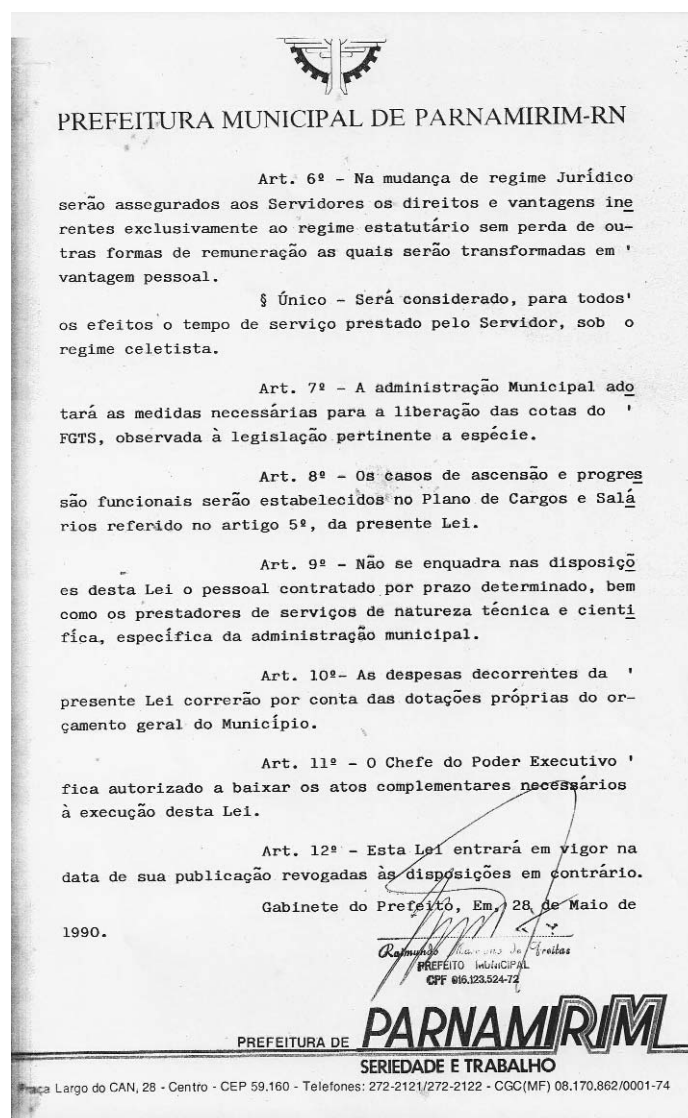 PREFEITURA MUNICIPAL DE PARNAMIRIM-RN
Art. 6º - Na mudança de regime Jurídico
serão assegurados aos Servidores os direitos e vantagens ine
rentes exclusivamente ao regime estatutário sem perda de ou-
tras formas de remuneração as quais serão transformadas em '
vantagem pessoal.
§ Único - Será considerado, para todos'
os efeitos o tempo de serviço prestado pelo Servidor, sob o
regime celetista.
Art. 7º - A administração Municipal ado
tará as medidas necessárias para a liberação das cotas do '
FGTS, observada à legislação pertinente a espécie.
Art. 8º - Os casos de ascensão e progres
são funcionais serão estabelecidos no Plano de Cargos e Salá
rios referido no artigo 5º, da presente Lei.
Art. 9º - Não se enquadra nas disposiçõ
es desta Lei o pessoal contratado por prazo determinado, bem
como os prestadores de serviços de natureza técnica e cienti
fíca, específica da administração municipal.
Art. 10º- As despesas decorrentes da '
presente Lei correrão por conta das dotações próprias do or-
çamento geral do Município.
Art. 11º - O Chefe do Poder Executivo '
fica autorizado a baixar os atos complementares necessários
à execução desta Lei.
Art. 12º - Esta Lei entrará em vigor na
data de sua publicação revogadas às disposições em contrário.
Gabinete do Prefeito, Em, 28 de Maio de
1990.
Raimundo de Freitas
PREFEITO MUNICIPAL
CPF 016.123.524-72
PREFEITURA DE PARNAMIRIM
SERIEDADE E TRABALHO
Praça Largo do CAN, 28 - Centro - CEP 59.160 - Telefones: 272-2121/272-2122 - CGC(MF) 08.170.862/0001-74